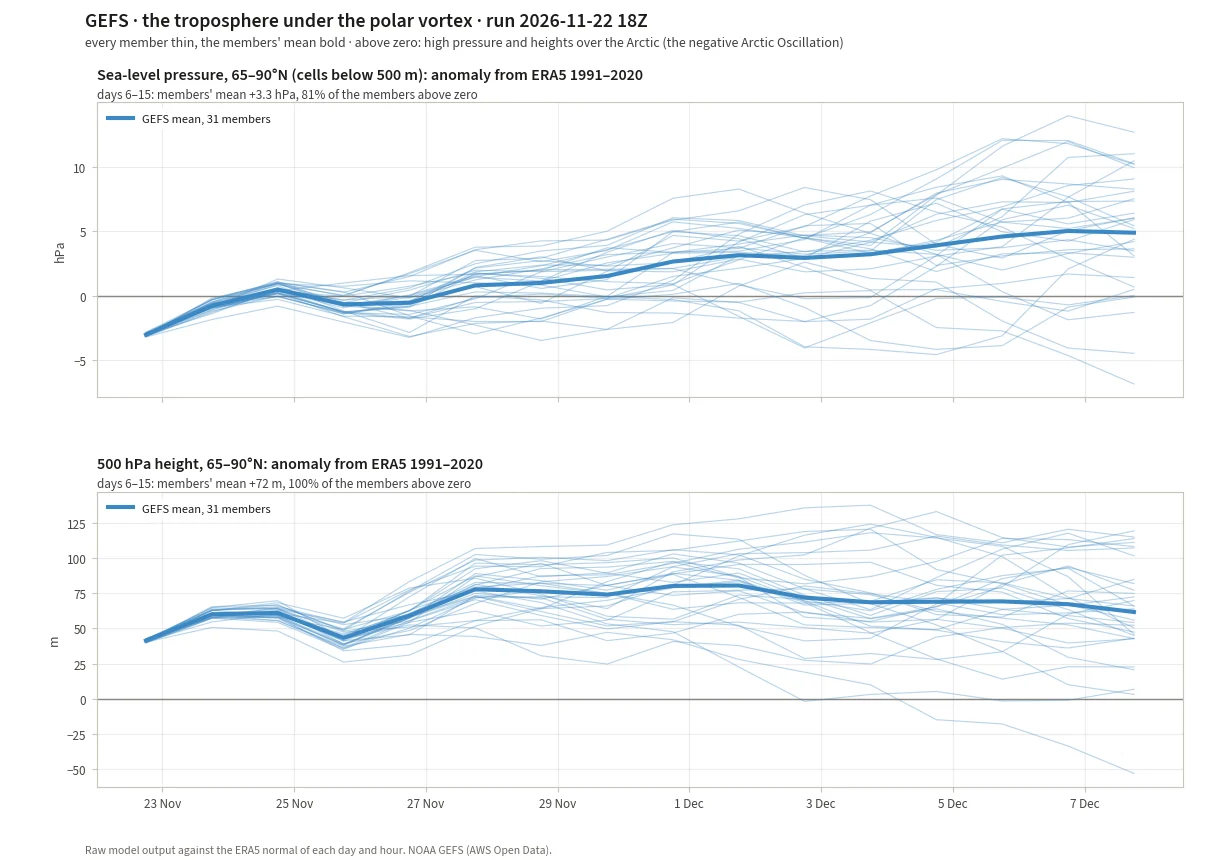 GEFS · the troposphere under the polar vortex · run 2026-11-22 18Z
every member thin, the members' mean bold · above zero: high pressure and heights over the Arctic (the negative Arctic Oscillation)
Sea-level pressure, 65–90°N (cells below 500 m): anomaly from ERA5 1991–2020
days 6–15: members' mean +3.3 hPa, 81% of the members above zero
GEFS mean, 31 members
10
5
0
−5
hPa
500 hPa height, 65–90°N: anomaly from ERA5 1991–2020
days 6–15: members' mean +72 m, 100% of the members above zero
GEFS mean, 31 members
125
100
75
50
25
0
−25
−50
m
23 Nov 25 Nov 27 Nov 29 Nov 1 Dec 3 Dec 5 Dec 7 Dec
Raw model output against the ERA5 normal of each day and hour. NOAA GEFS (AWS Open Data).